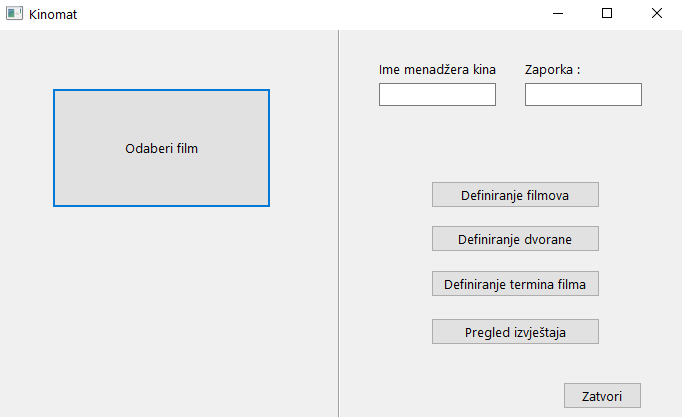 Kinomat
Odaberi film
Ime menadžera kina
Zaporka :
Definiranje filmova
Definiranje dvorane
Definiranje termina filma
Pregled izvještaja
Zatvori